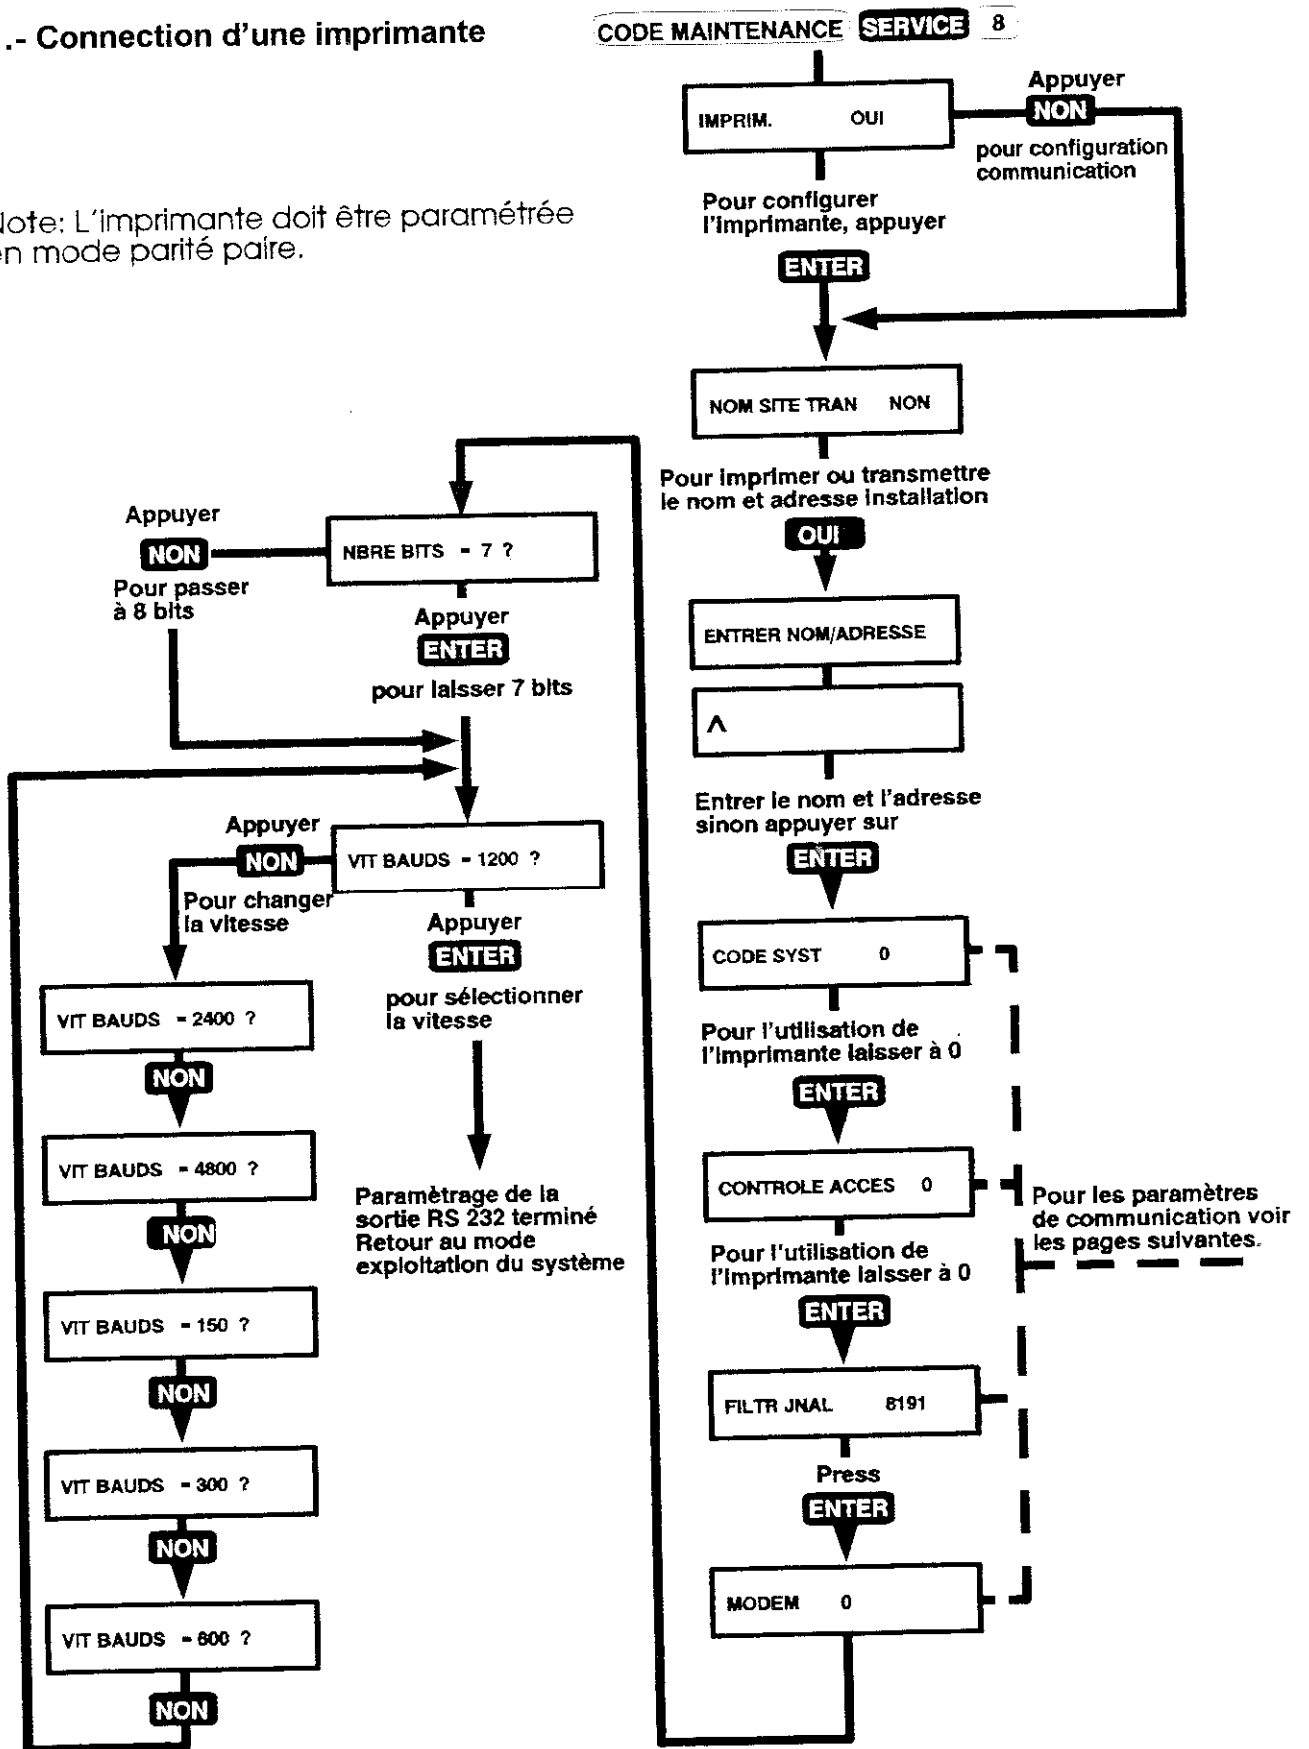 .- Connection d'une imprimante
CODE MAINTENANCE SERVICE 8
IMPRIM. OUI
Appuyer
NON
pour configuration
communication
Pour configurer
l'imprimante, appuyer
ENTER
Note: L'imprimante doit être paramétrée
en mode parité paire.
NOM SITE TRAN NON
Pour imprimer ou transmettre
le nom et adresse installation
OUI
ENTRER NOM/ADRESSE
^
Entrer le nom et l'adresse
sinon appuyer sur
ENTER
CODE SYST 0
Pour l'utilisation de
l'imprimante laisser à 0
ENTER
CONTROLE ACCES 0
Pour l'utilisation de
l'imprimante laisser à 0
ENTER
FILTR JNAL 8191
Press
ENTER
MODEM 0
Pour les paramètres
de communication voir
les pages suivantes.
NBRE BITS = 7 ?
Appuyer
NON
Pour passer
à 8 bits
Appuyer
ENTER
pour laisser 7 bits
VIT BAUDS = 1200 ?
Appuyer
NON
Pour changer
la vitesse
Appuyer
ENTER
pour sélectionner
la vitesse
Paramètrage de la
sortie RS 232 terminé
Retour au mode
exploitation du système
VIT BAUDS = 2400 ?
NON
VIT BAUDS = 4800 ?
NON
VIT BAUDS = 150 ?
NON
VIT BAUDS = 300 ?
NON
VIT BAUDS = 600 ?
NON